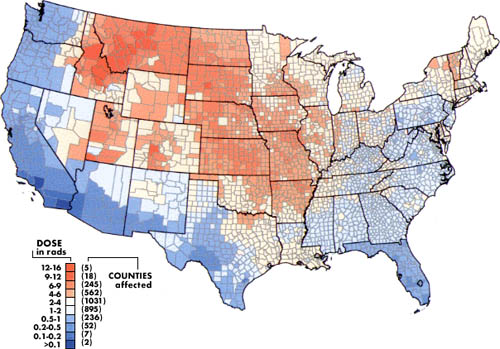 DOSE
in rads
COUNTIES
affected
12-16 (5)
9-12 (18)
6-9 (245)
4-6 (562)
2-4 (1031)
1-2 (895)
0.5-1 (236)
0.2-0.5 (52)
0.1-0.2 (7)
>0.1 (2)